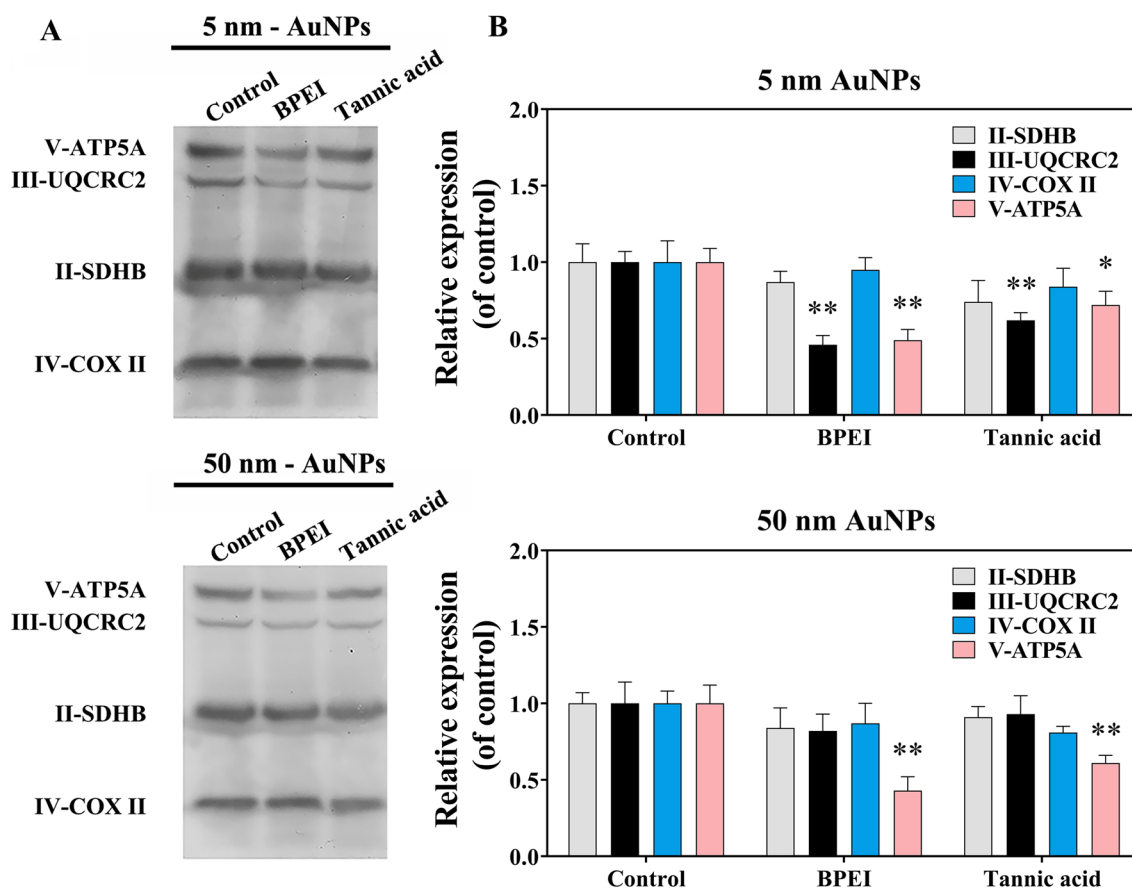 A
5 nm - AuNPs
Control BPEI Tannic acid
V-ATP5A
III-UQCRC2
II-SDHB
IV-COX II
50 nm - AuNPs
Control BPEI Tannic acid
V-ATP5A
III-UQCRC2
II-SDHB
IV-COX II
B
5 nm AuNPs
Relative expression
(of control)
2.0
1.5
1.0
0.5
0.0
II-SDHB
III-UQCRC2
IV-COX II
V-ATP5A
** ** ** *
Control BPEI Tannic acid
50 nm AuNPs
Relative expression
(of control)
2.0
1.5
1.0
0.5
0.0
II-SDHB
III-UQCRC2
IV-COX II
V-ATP5A
** **
Control BPEI Tannic acid